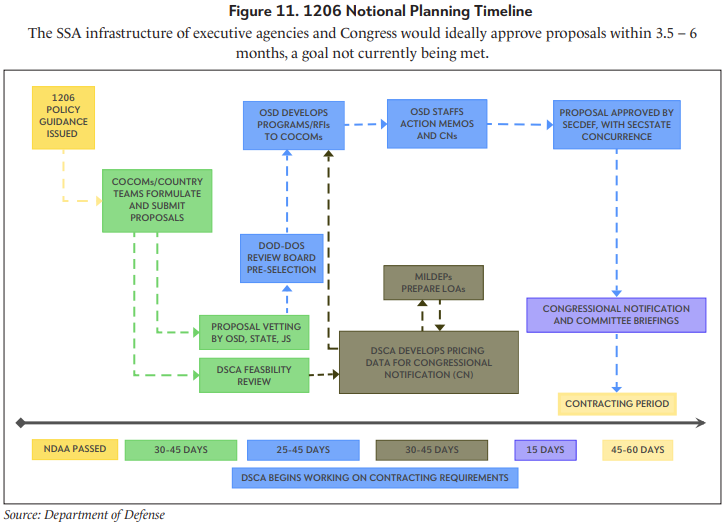 Figure 11. 1206 Notional Planning Timeline
The SSA infrastructure of executive agencies and Congress would ideally approve proposals within 3.5 – 6
months, a goal not currently being met.
1206
POLICY
GUIDANCE
ISSUED
OSD DEVELOPS
PROGRAMS/RFIs
TO COCOMs
OSD STAFFS
ACTION MEMOS
AND CNs
PROPOSAL APPROVED BY
SECDEF, WITH SECSTATE
CONCURRENCE
COCOMs/COUNTRY
TEAMS FORMULATE
AND SUBMIT
PROPOSALS
DOD-DOS
REVIEW BOARD
PRE-SELECTION
MILDEPs
PREPARE LOAs
CONGRESSIONAL NOTIFICATION
AND COMMITTEE BRIEFINGS
PROPOSAL VETTING
BY OSD, STATE, JS
DSCA FEASBILITY
REVIEW
DSCA DEVELOPS PRICING
DATA FOR CONGRESSIONAL
NOTIFICATION (CN)
CONTRACTING PERIOD
NDAA PASSED
30-45 DAYS
25-45 DAYS
30-45 DAYS
15 DAYS
45-60 DAYS
DSCA BEGINS WORKING ON CONTRACTING REQUIREMENTS
Source: Department of Defense